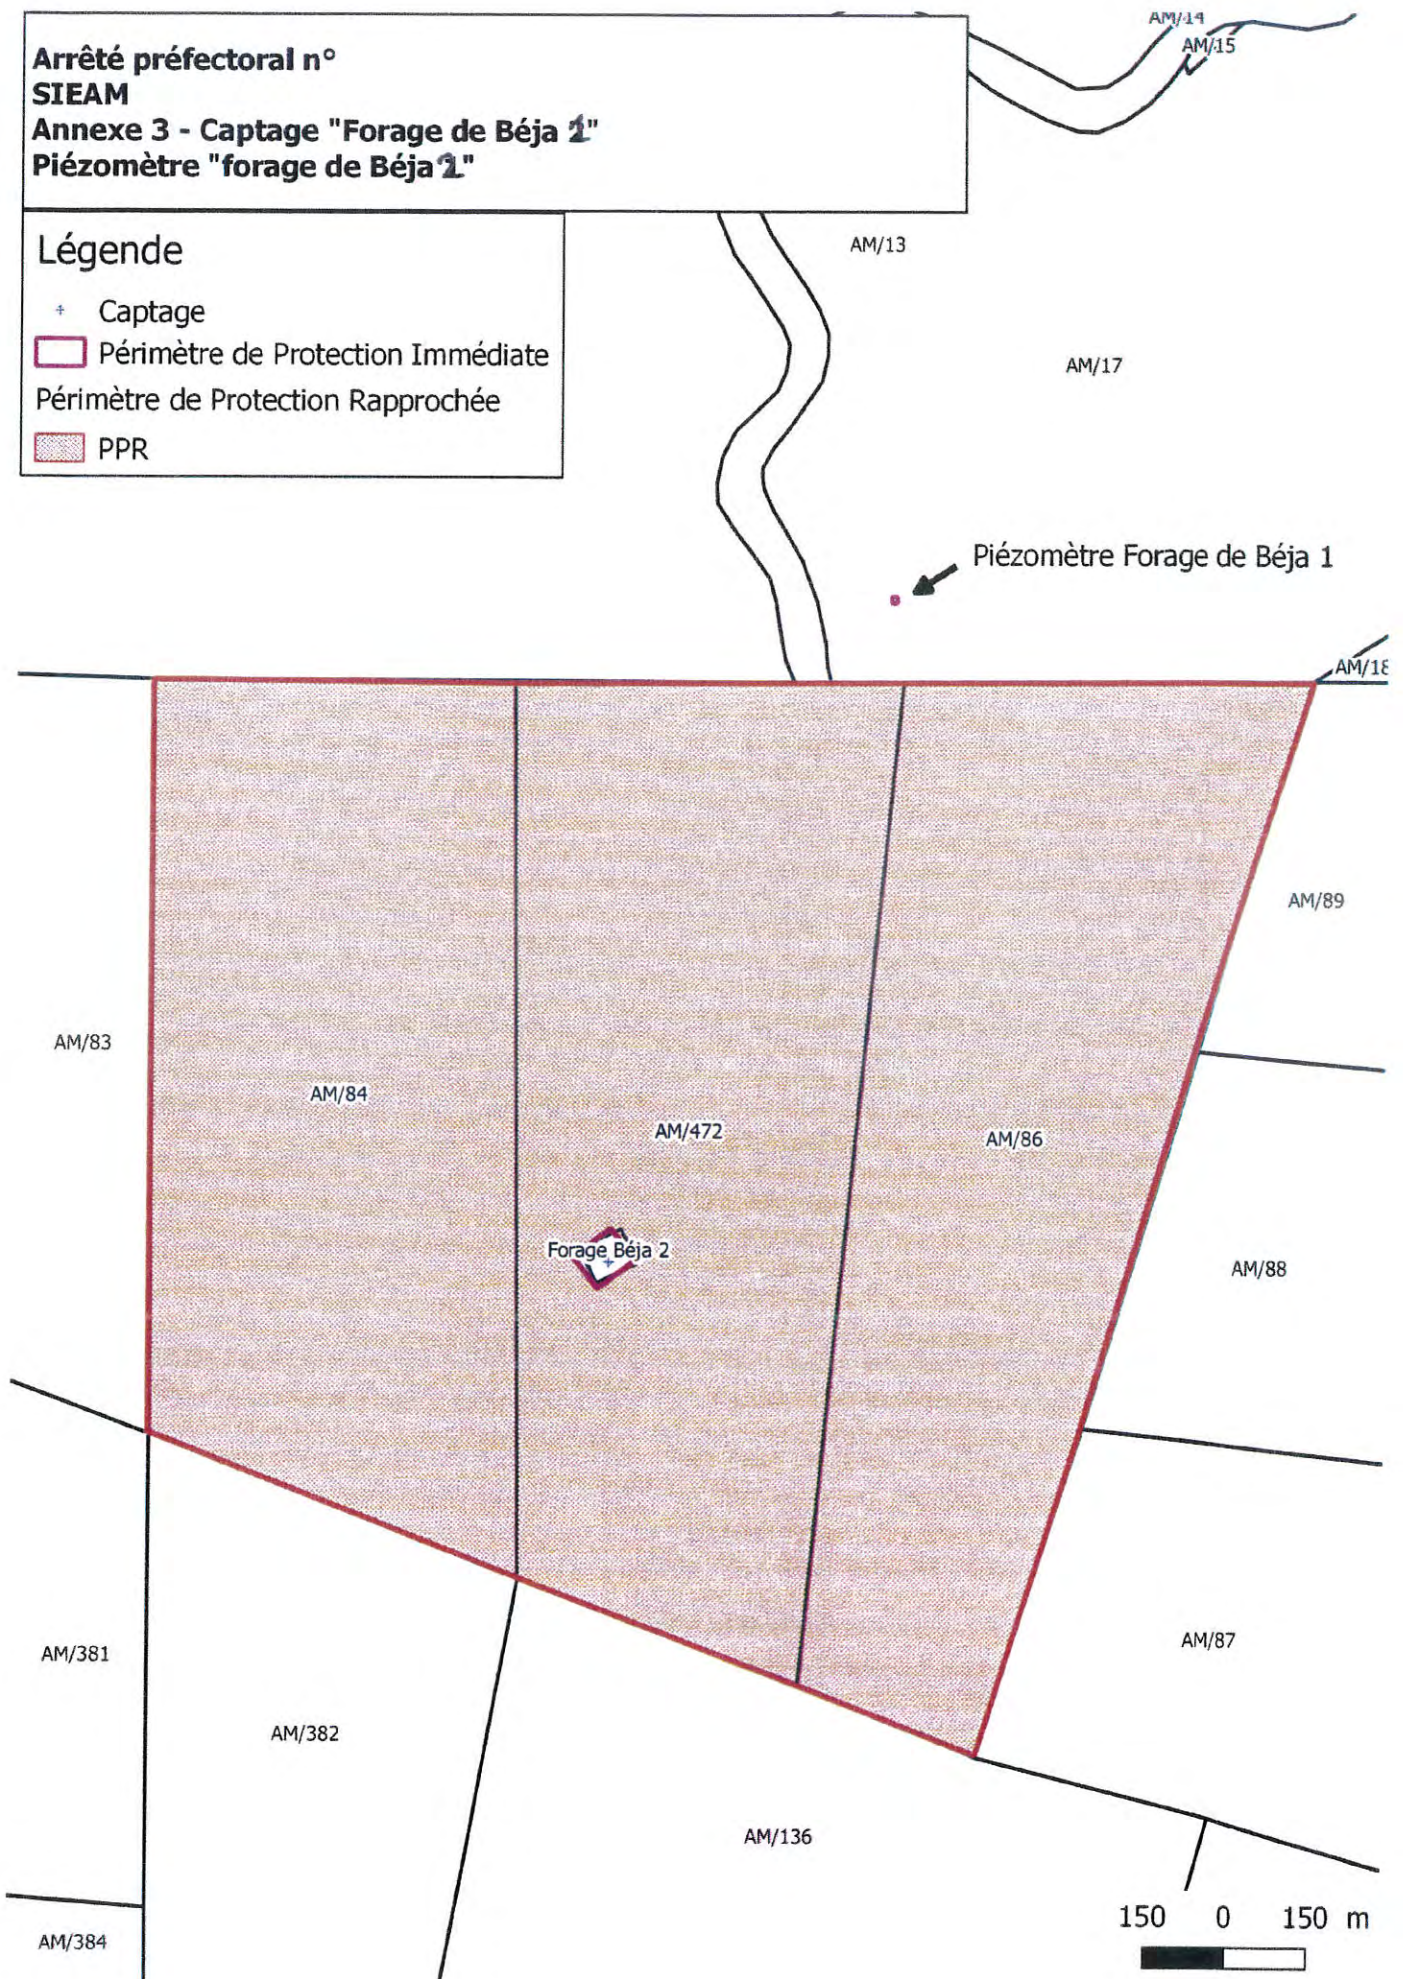 Arrêté préfectoral n°
SIEAM
Annexe 3 - Captage "Forage de Béja
Piézomètre "forage de Béja
Légende
Captage
Périmètre de Protection Immédiate
Périmètre de Protection Rapprochée
PPR
AM/14
AM/15
AM/13
AM/17
Piézomètre Forage de Béja 1
AM/18
AM/89
AM/83
AM/84
AM/472
AM/86
Forage Béja 2
AM/88
AM/381
AM/87
AM/382
AM/136
AM/384
150 0 150 m